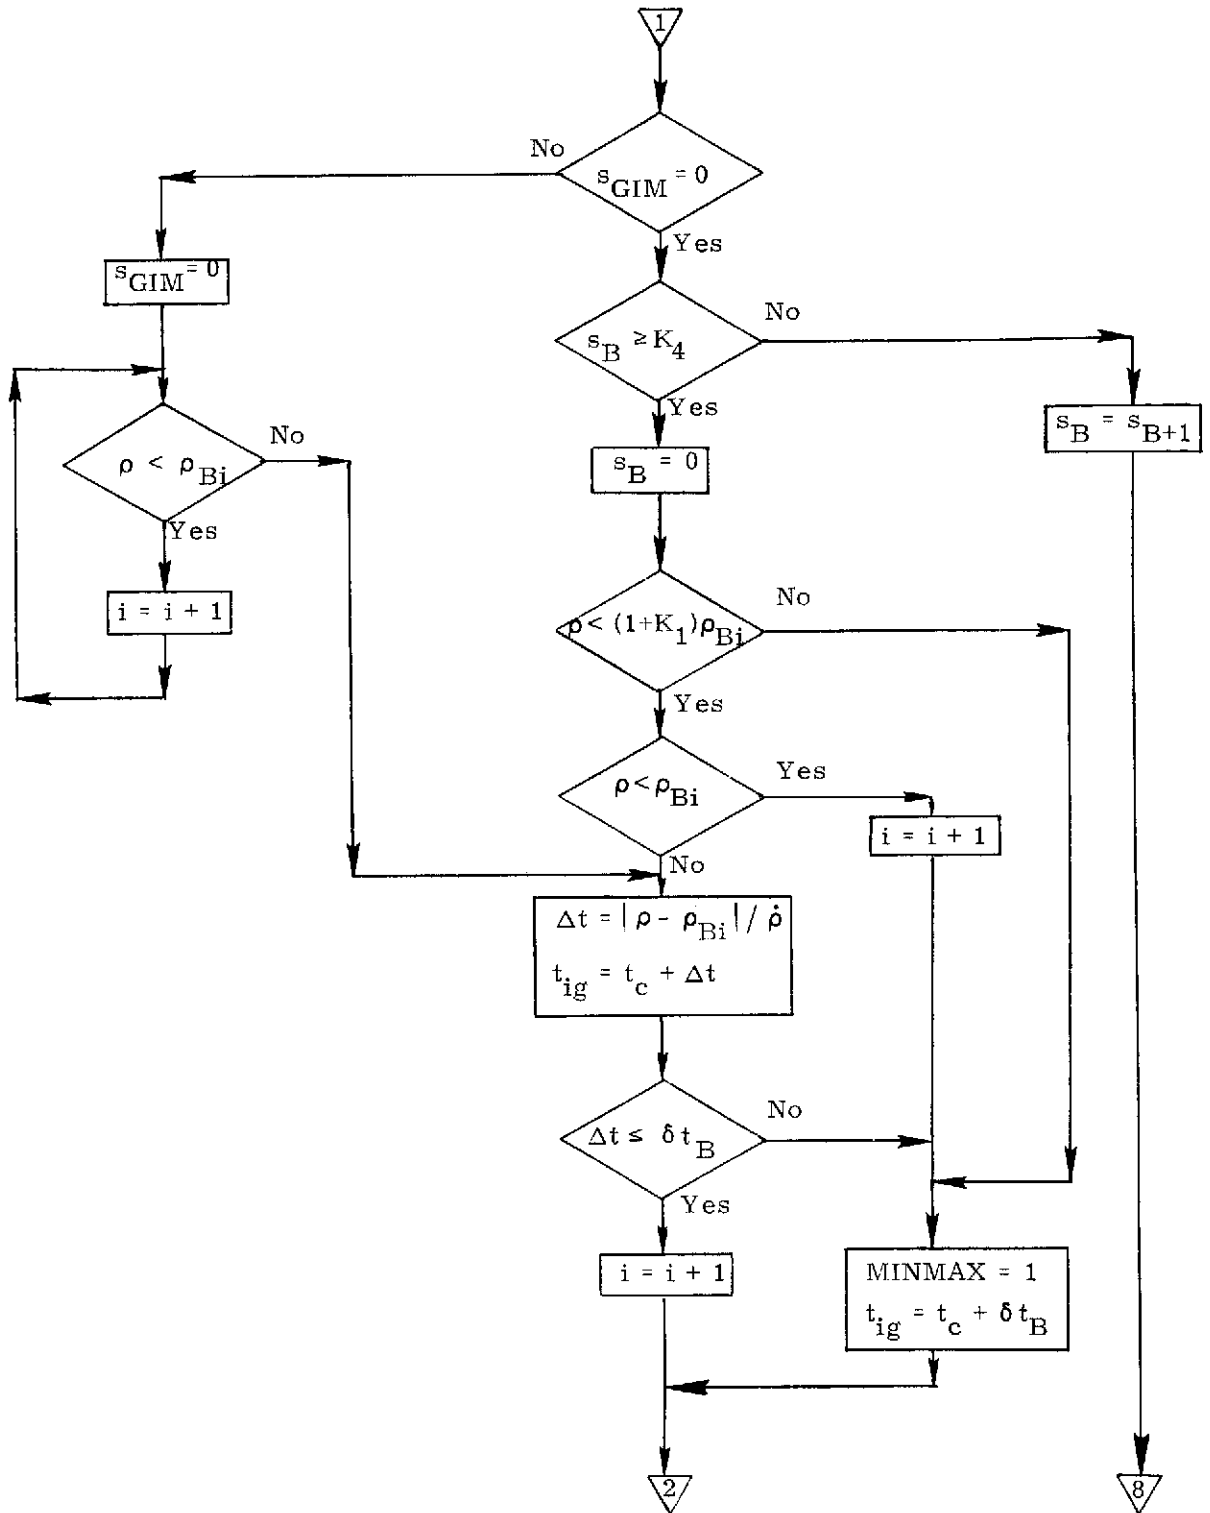 1
No
s_GIM = 0
Yes
s_GIM = 0
No
s_B ≥ K_4
Yes
s_B = s_B+1
No
ρ < ρ_Bi
s_B = 0
Yes
i = i + 1
No
ρ < (1+K_1)ρ_Bi
Yes
Yes
ρ < ρ_Bi
i = i + 1
No
Δt = | ρ - ρ_Bi | / ρ̇
t_ig = t_c + Δt
No
Δt ≤ δt_B
Yes
i = i + 1
MINMAX = 1
t_ig = t_c + δt_B
2
8